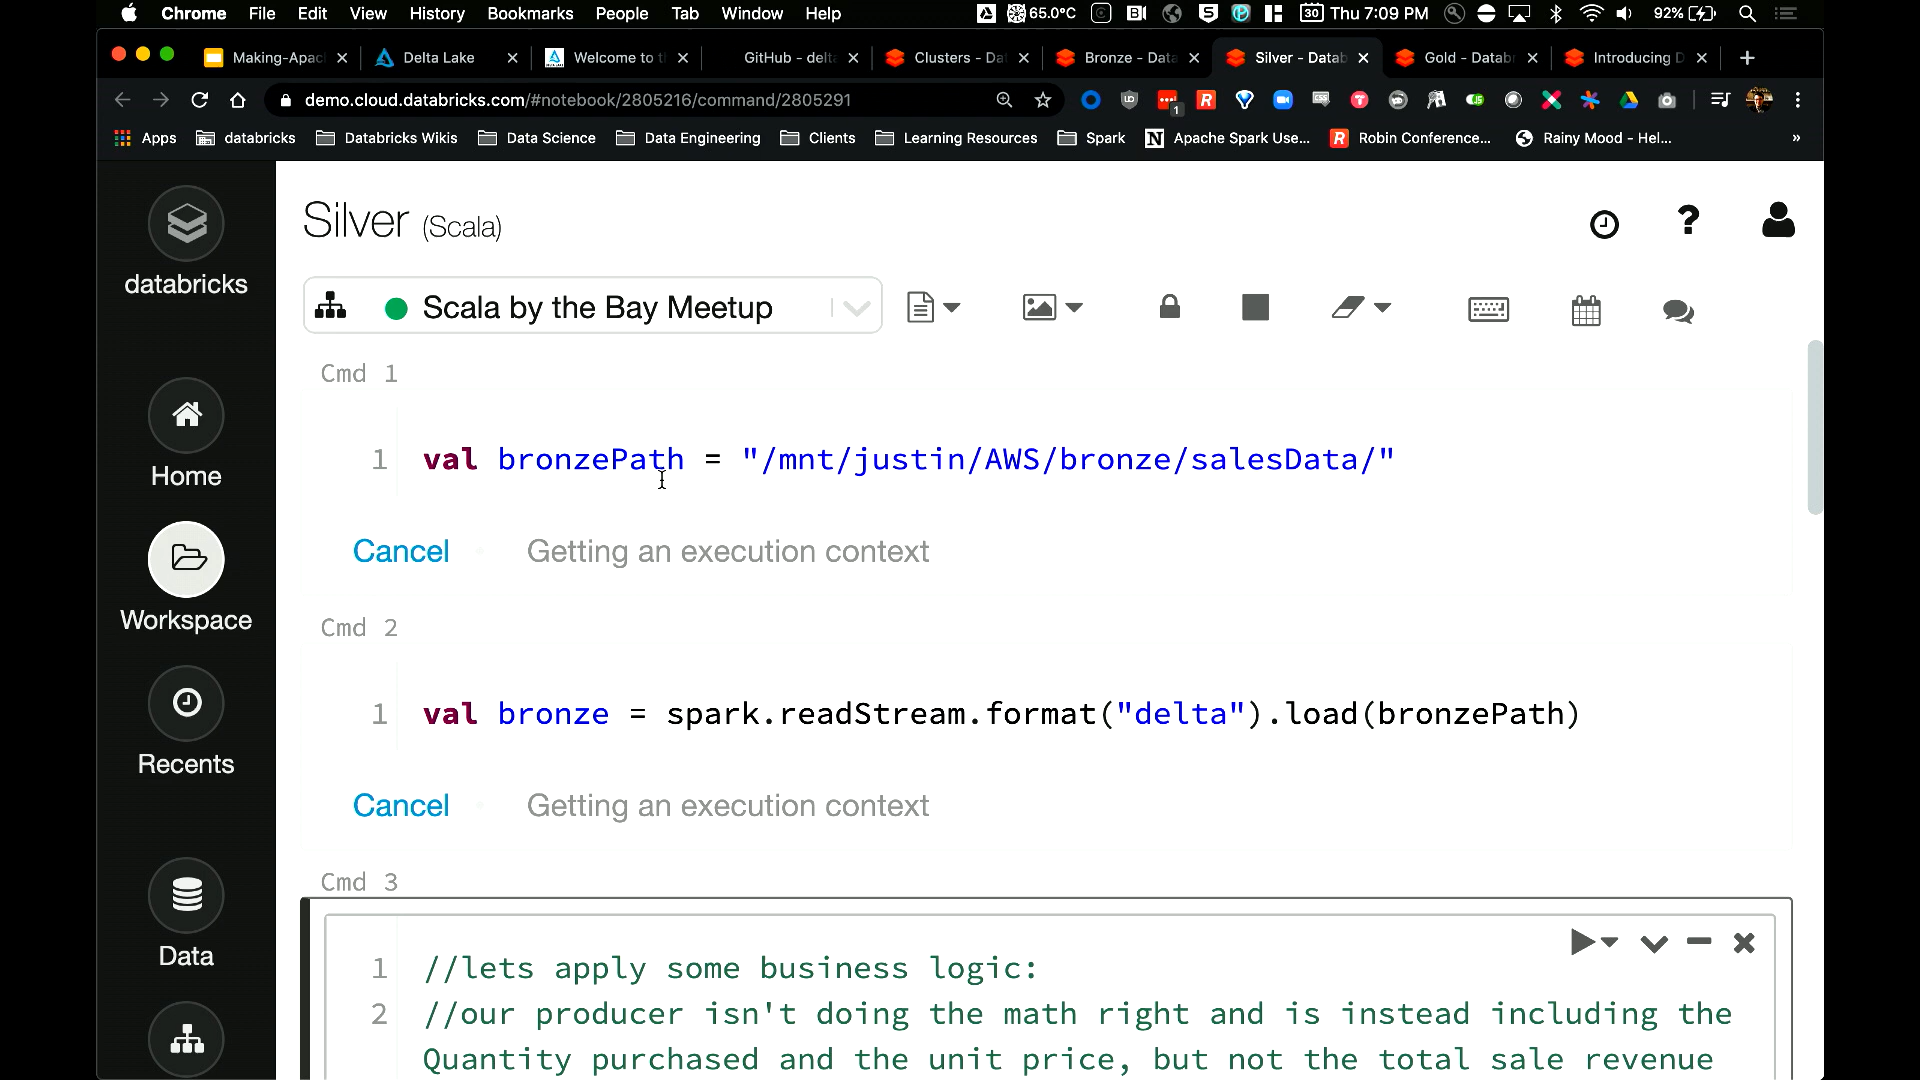 Chrome File Edit View History Bookmarks People Tab Window Help 65.0°C 30 Thu 7:09 PM 92%
Making-Apac Delta Lake Welcome to t GitHub - delt Clusters - Da Bronze - Data Silver - Datab Gold - Databr Introducing D
demo.cloud.databricks.com/#notebook/2805216/command/2805291
Apps databricks Databricks Wikis Data Science Data Engineering Clients Learning Resources Spark Apache Spark Use... Robin Conference... Rainy Mood - Hel... »
databricks
Home
Workspace
Recents
Data
Silver (Scala)
Scala by the Bay Meetup
Cmd 1
1 val bronzePath = "/mnt/justin/AWS/bronze/salesData/"
Cancel Getting an execution context
Cmd 2
1 val bronze = spark.readStream.format("delta").load(bronzePath)
Cancel Getting an execution context
Cmd 3
1 //lets apply some business logic:
2 //our producer isn't doing the math right and is instead including the
Quantity purchased and the unit price, but not the total sale revenue